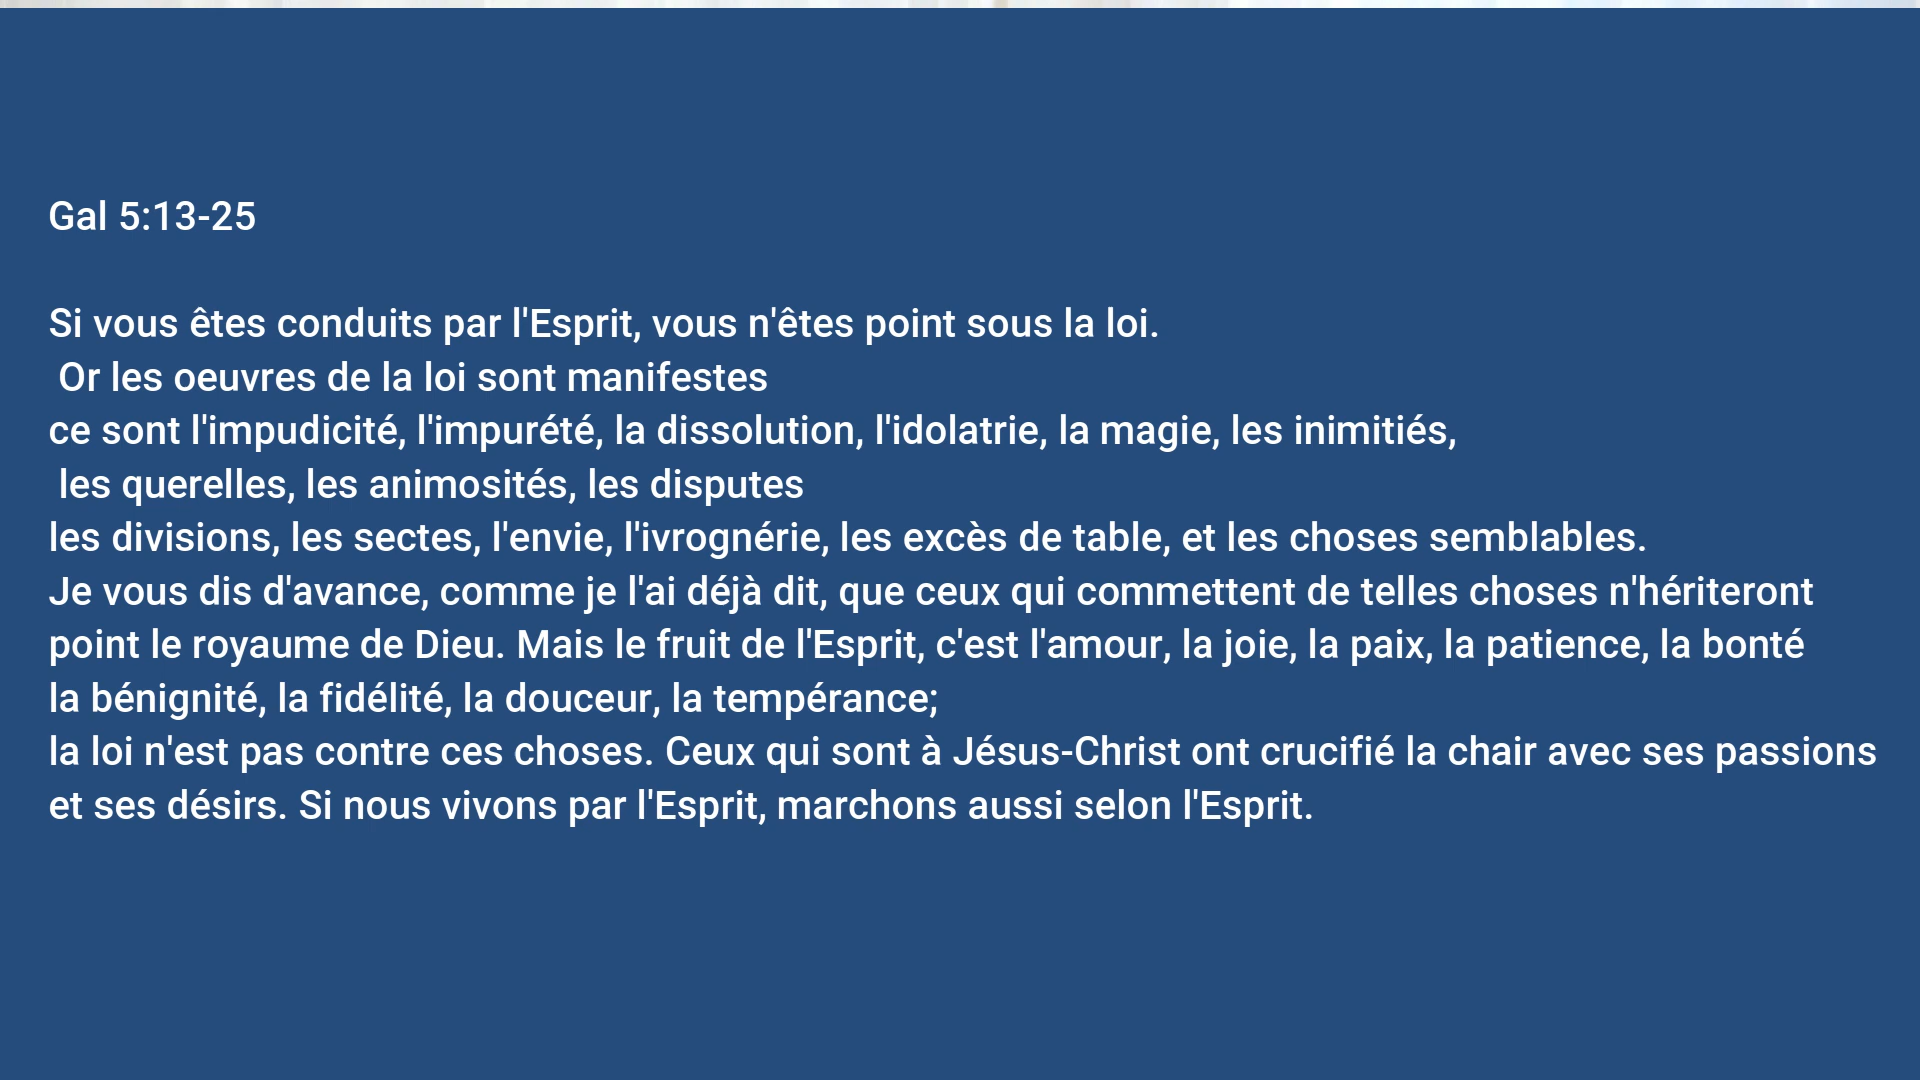 Gal 5:13-25
Si vous êtes conduits par l'Esprit, vous n'êtes point sous la loi.
Or les oeuvres de la loi sont manifestes
ce sont l'impudicité, l'impurété, la dissolution, l'idolatrie, la magie, les inimitiés,
les querelles, les animosités, les disputes
les divisions, les sectes, l'envie, l'ivrognérie, les excès de table, et les choses semblables.
Je vous dis d'avance, comme je l'ai déjà dit, que ceux qui commettent de telles choses n'hériteront
point le royaume de Dieu. Mais le fruit de l'Esprit, c'est l'amour, la joie, la paix, la patience, la bonté
la bénignité, la fidélité, la douceur, la tempérance;
la loi n'est pas contre ces choses. Ceux qui sont à Jésus-Christ ont crucifié la chair avec ses passions
et ses désirs. Si nous vivons par l'Esprit, marchons aussi selon l'Esprit.